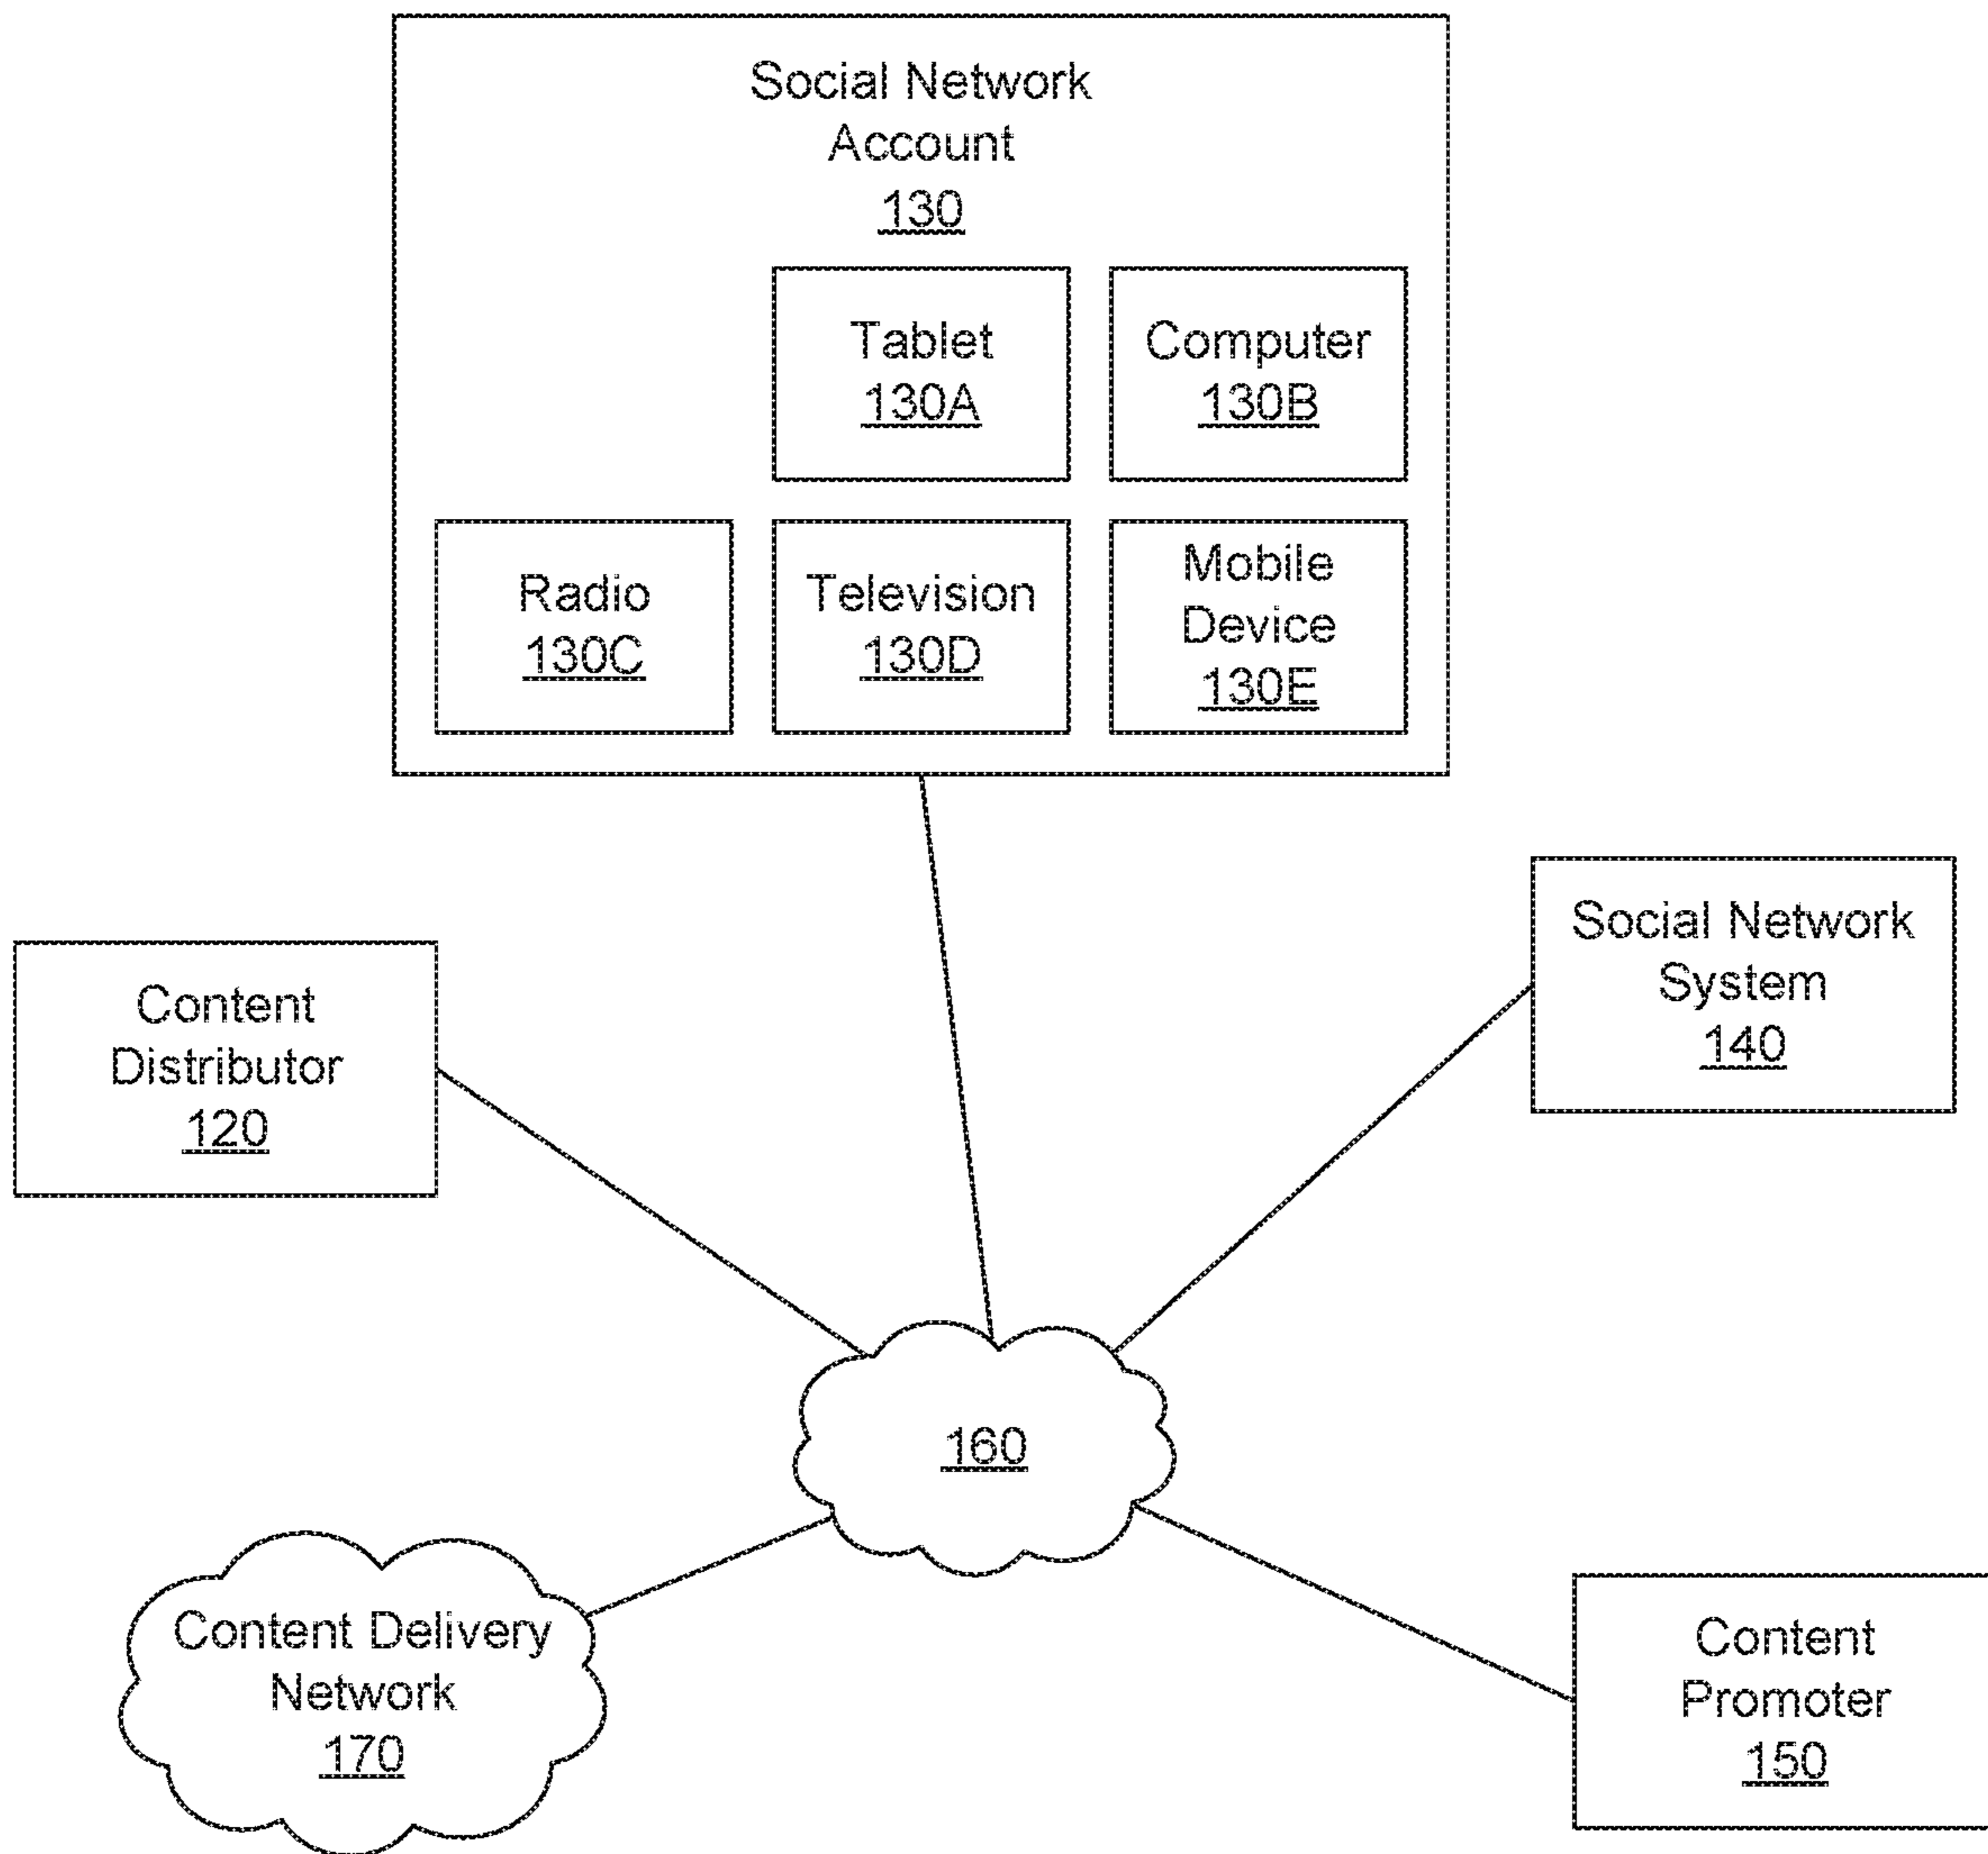 Social Network
Account
130
Tablet
130A
Computer
130B
Radio
130C
Television
130D
Mobile
Device
130E
Social Network
System
140
Content
Distributor
120
160
Content Delivery
Network
170
Content
Promoter
150